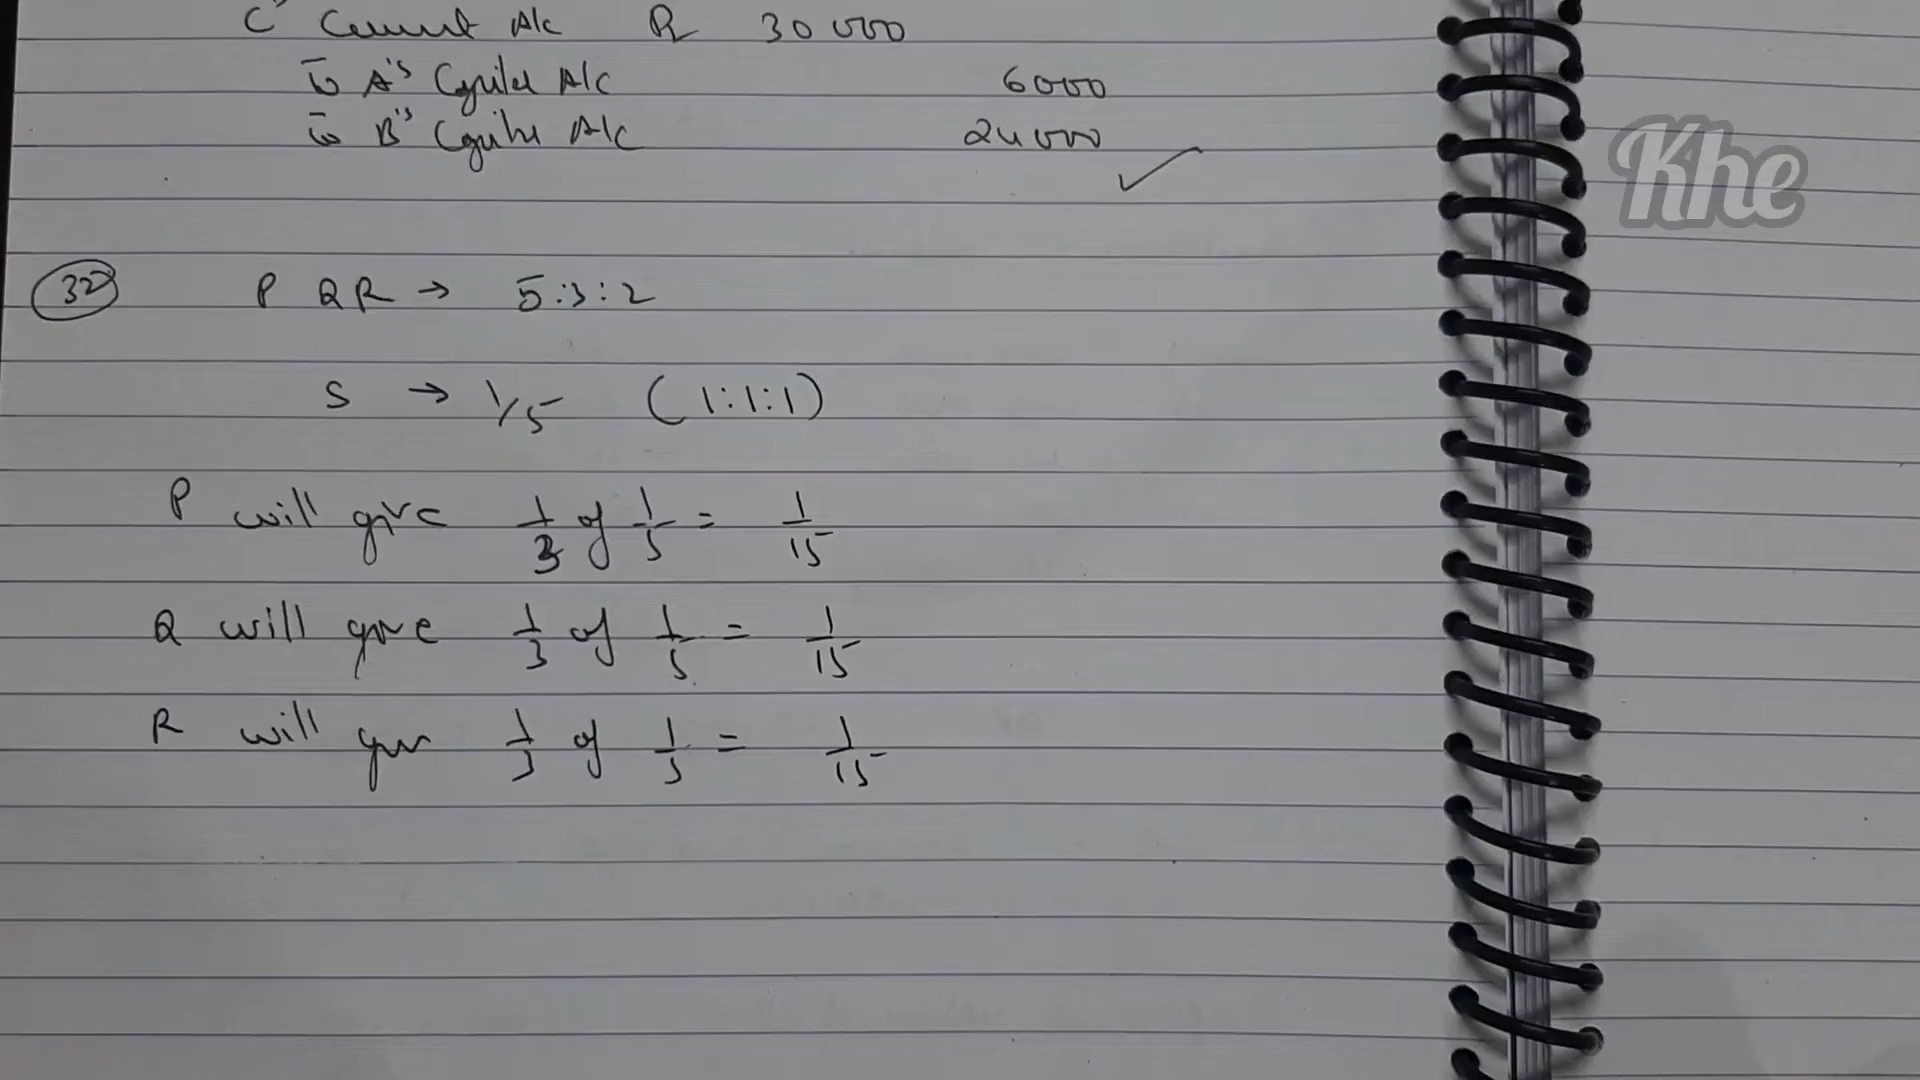 C's Current A/c Dr 30000
To A's Capital A/c 6000
To B's Capital A/c 24000
Khe
32 P Q R → 5:3:2
S → 1/5 (1:1:1)
P will give 1/3 of 1/5 = 1/15
Q will give 1/3 of 1/5 = 1/15
R will give 1/3 of 1/5 = 1/15